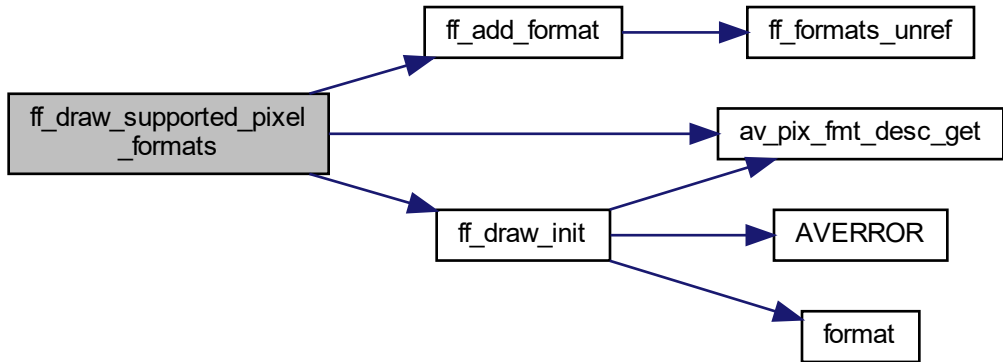 ff_draw_supported_pixel
_formats
ff_add_format
ff_formats_unref
av_pix_fmt_desc_get
ff_draw_init
AVERROR
format